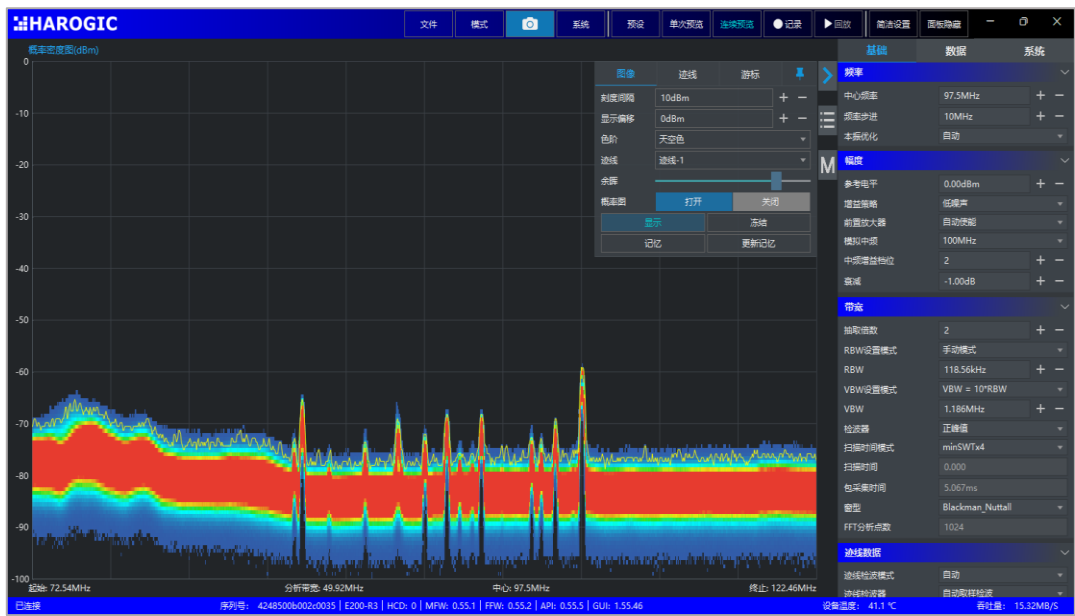 HAROGIC 文件 模式 系统 预设 单次预览 连续预览 记录 回放 简洁设置 面板隐藏
概率密度图(dBm) 基础 数据 系统
0
-10
-20
-30
-40
-50
-60
-70
-80
-90
-100
图像 迹线 游标
刻度间隔 10dBm + −
显示偏移 0dBm + −
色阶 天空色
迹线 迹线-1
余晖
概率图 打开 关闭
显示 冻结
记忆 更新记忆
M
频率
中心频率 97.5MHz + −
频率步进 10MHz + −
本振优化 自动
幅度
参考电平 0.00dBm + −
增益策略 低噪声
前置放大器 自动使能
模拟中频 100MHz
中频增益档位 2 + −
衰减 -1.00dB + −
带宽
抽取倍数 2 + −
RBW设置模式 手动模式
RBW 118.56kHz + −
VBW设置模式 VBW = 10*RBW
VBW 1.186MHz + −
检波器 正峰值
扫描时间模式 minSWTx4
扫描时间 0.000
包采集时间 5.067ms
窗型 Blackman_Nuttall
FFT分析点数 1024
迹线数据
迹线检波模式 自动
迹线检波器 自动取样检波
起始: 72.54MHz 分析带宽: 49.92MHz 中心: 97.5MHz 终止: 122.46MHz
已连接 序列号: 4248500b002c0035 | E200-R3 | HCD: 0 | MFW: 0.55.1 | FFW: 0.55.2 | API: 0.55.5 | GUI: 1.55.46 设备温度: 41.1 ℃ 吞吐量: 15.32MB/S